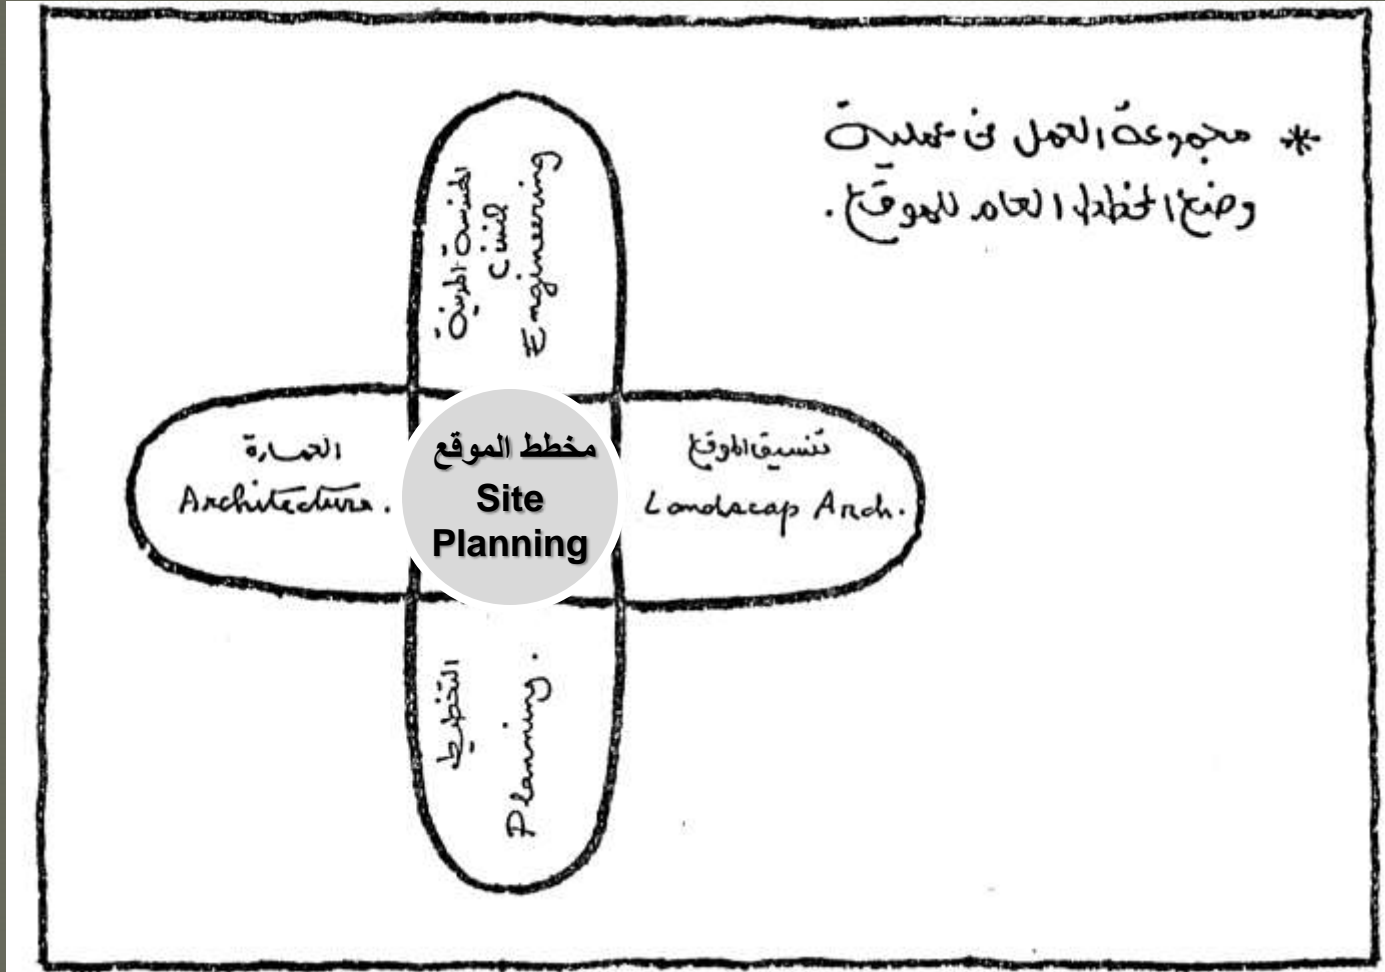 * مجموعة العمل في عملية
وضع المخطط العام للموقع.
الهندسة المدنية
Civil
Engineering
العمارة
Architecture.
مخطط الموقع
Site
Planning
تنسيق الموقع
Landscap Arch.
التخطيط
Planning.